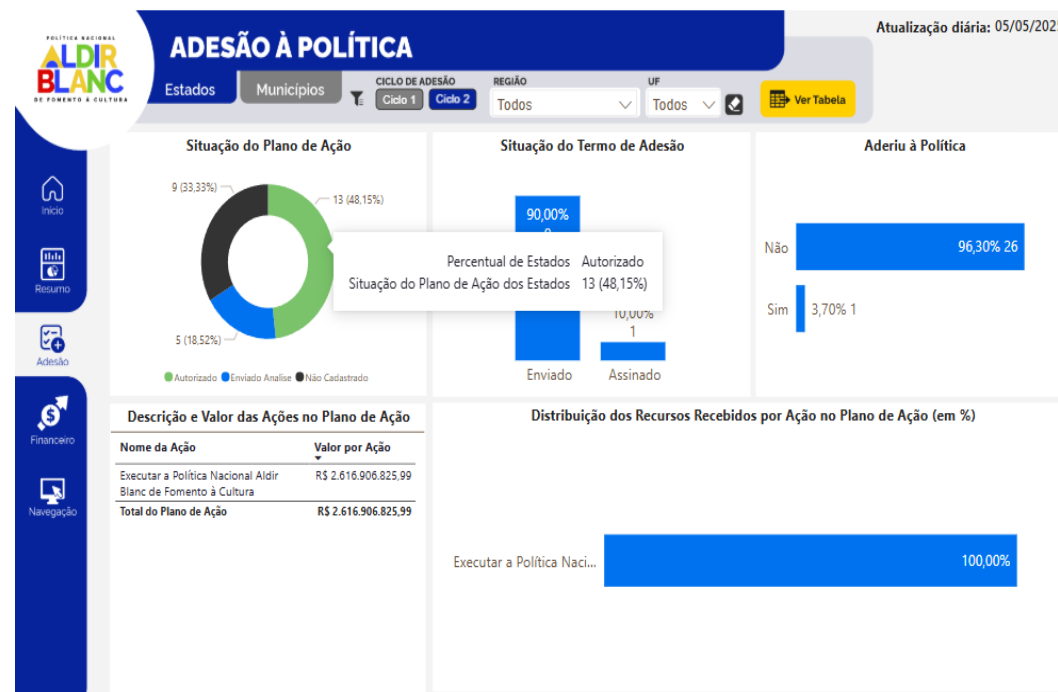 POLÍTICA NACIONAL
ALDIR
BLANC
DE FOMENTO À CULTURA
ADESÃO À POLÍTICA
Atualização diária: 05/05/202
Estados
Municípios
CICLO DE ADESÃO
Ciclo 1
Ciclo 2
REGIÃO
Todos
UF
Todos
Ver Tabela
Início
Resumo
Adesão
Financeiro
Navegação
Situação do Plano de Ação
9 (33,33%)
13 (48,15%)
5 (18,52%)
Autorizado Enviado Analise Não Cadastrado
Situação do Termo de Adesão
90,00%
Percentual de Estados Autorizado
Situação do Plano de Ação dos Estados 13 (48,15%)
10,00%
1
Enviado Assinado
Aderiu à Política
Não 96,30% 26
Sim 3,70% 1
Descrição e Valor das Ações no Plano de Ação
Nome da Ação Valor por Ação
Executar a Política Nacional Aldir R$ 2.616.906.825,99
Blanc de Fomento à Cultura
Total do Plano de Ação R$ 2.616.906.825,99
Distribuição dos Recursos Recebidos por Ação no Plano de Ação (em %)
Executar a Política Naci... 100,00%